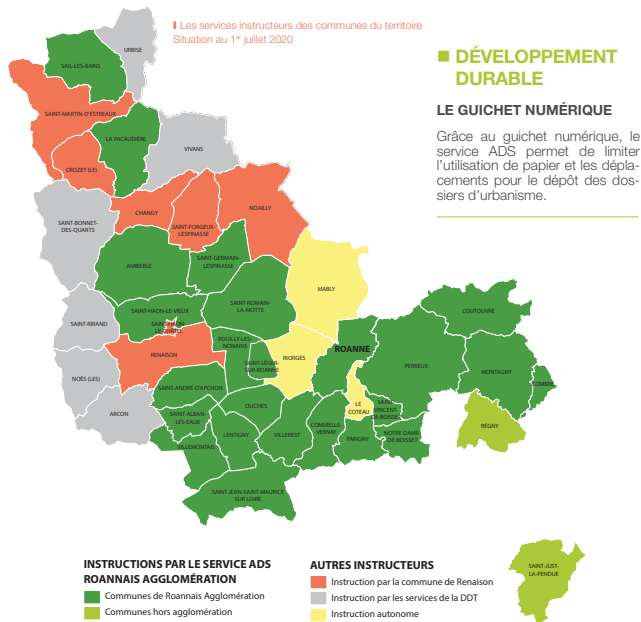 I Les services instructeurs des communes du territoire
Situation au 1er juillet 2020
■ DÉVELOPPEMENT
DURABLE
LE GUICHET NUMÉRIQUE
Grâce au guichet numérique, le
service ADS permet de limiter
l'utilisation de papier et les dépla-
cements pour le dépôt des dos-
siers d'urbanisme.
URBISE
SAIL-LES-BAINS
SAINT-MARTIN-D'ESTREAUX
LA PACAUDIÈRE
VIVANS
CROZET (LE)
CHANGY
SAINT-FORGEUX-
LESPINASSE
NOAILLY
SAINT-BONNET-
DES-QUARTS
AMBIERLE
SAINT-GERMAIN-
LESPINASSE
MABLY
SAINT-HAON-LE-VIEUX
SAINT-ROMAIN-
LA-MOTTE
COUTOUVRE
SAINT-RIRAND
SAINT-HAON
LE-CHÂTEL
RENAISON
POUILLY-LES-
NONAINS
SAINT-LÉGER-
SUR-ROANNE
RIORGES
ROANNE
PERREUX
MONTAGNY
COMBRE
NOËS (LES)
SAINT-ANDRÉ-D'APCHON
ARCON
SAINT-ALBAN-
LES-EAUX
OUCHES
LE
COTEAU
SAINT-
VINCENT-
DE-BOISSET
VILLEMONTAIS
LENTIGNY
VILLEREST
COMMELLE-
VERNAY
PARIGNY
NOTRE-DAME-
DE-BOISSET
RÉGNY
SAINT-JEAN-SAINT-MAURICE
SUR LOIRE
SAINT-JUST-
LA-PENDUE
INSTRUCTIONS PAR LE SERVICE ADS
ROANNAIS AGGLOMÉRATION
Communes de Roannais Agglomération
Communes hors agglomération
AUTRES INSTRUCTEURS
Instruction par la commune de Renaison
Instruction par les services de la DDT
Instruction autonome